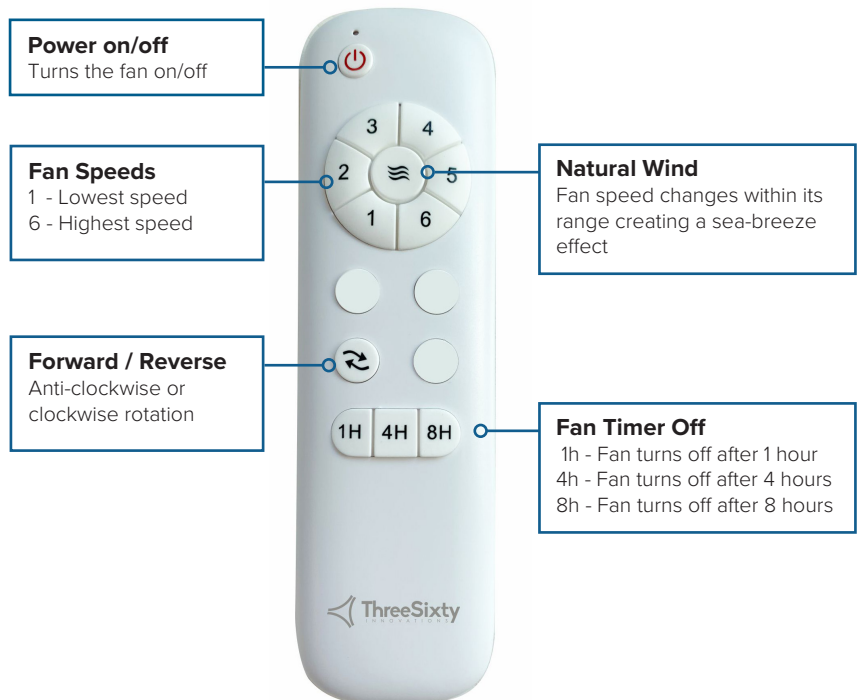 Power on/off
Turns the fan on/off
Fan Speeds
1 - Lowest speed
6 - Highest speed
Forward / Reverse
Anti-clockwise or
clockwise rotation
3 4
2 5
1 6
1H 4H 8H
ThreeSixty
INNOVATIONS
Natural Wind
Fan speed changes within its
range creating a sea-breeze
effect
Fan Timer Off
1h - Fan turns off after 1 hour
4h - Fan turns off after 4 hours
8h - Fan turns off after 8 hours